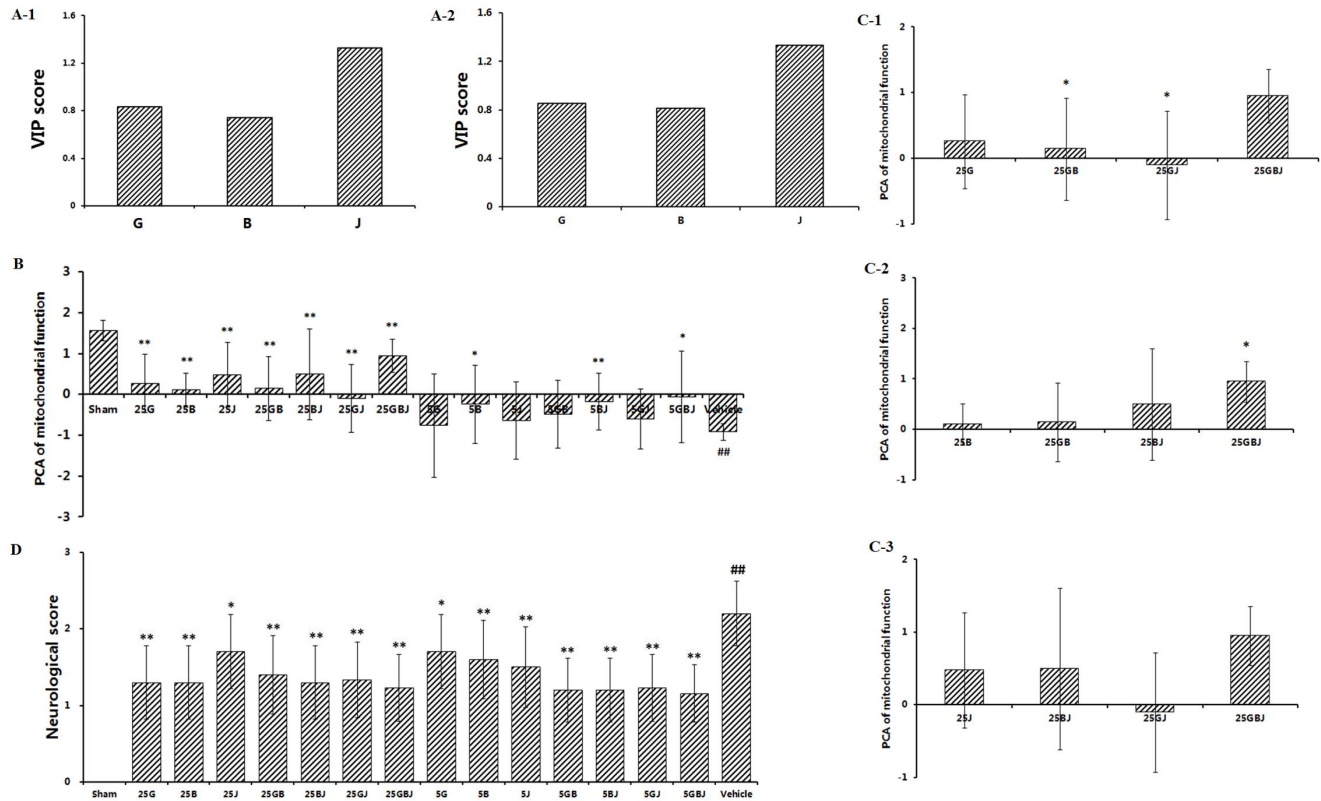 A-1
VIP score
1.6
1.2
0.8
0.4
0
G B J
A-2
VIP score
1.6
1.2
0.8
0.4
0
G B J
C-1
PCA of mitochondrial function
2
1
0
-1
* *
25G 25GB 25GJ 25GBJ
B
PCA of mitochondrial function
3
2
1
0
-1
-2
-3
** ** ** ** ** ** ** * ** *
Sham 25G 25B 25J 25GB 25BJ 25GJ 25GBJ 5G 5B 5J 5GB 5BJ 5GJ 5GBJ Vehicle
##
C-2
PCA of mitochondrial function
3
2
1
0
-1
*
25B 25GB 25BJ 25GBJ
D
Neurological score
3
2
1
0
** ** * ** ** ** ** * ** ** ** ** ** ** ##
Sham 25G 25B 25J 25GB 25BJ 25GJ 25GBJ 5G 5B 5J 5GB 5BJ 5GJ 5GBJ Vehicle
C-3
PCA of mitochondrial function
2
1
0
-1
25J 25BJ 25GJ 25GBJ